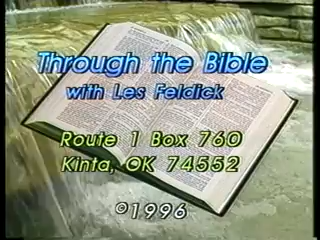 Through the Bible
with Les Feldick
Route 1 Box 760
Kinta, OK 74552
©1996